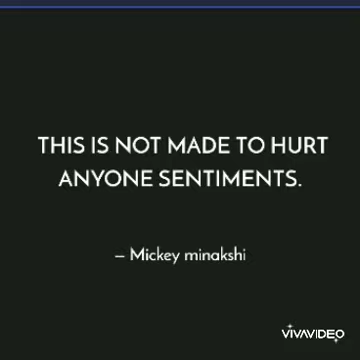 THIS IS NOT MADE TO HURT
ANYONE SENTIMENTS.
– Mickey minakshi
VIVAVIDEO